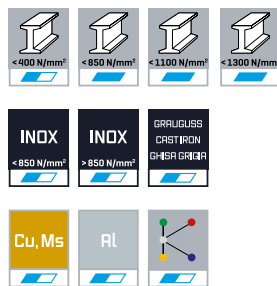 <400 N/mm² <850 N/mm² <1100 N/mm² <1300 N/mm²
INOX INOX GRAUGUSS
CAST IRON
GHISA GRIGIA
<850 N/mm² >850 N/mm²
Cu, Ms Al